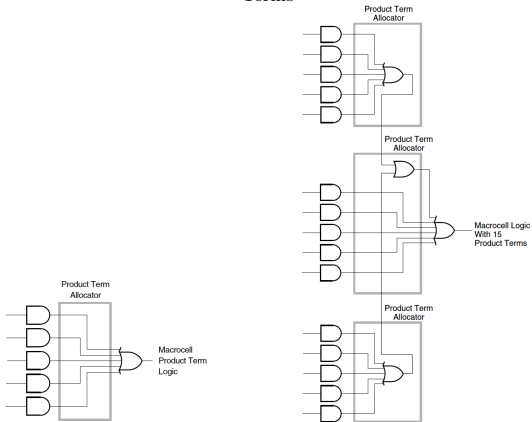 Terms
Product Term
Allocator
Product Term
Allocator
Macrocell Logic
With 15
Product Terms
Product Term
Allocator
Macrocell
Product Term
Logic
Product Term
Allocator